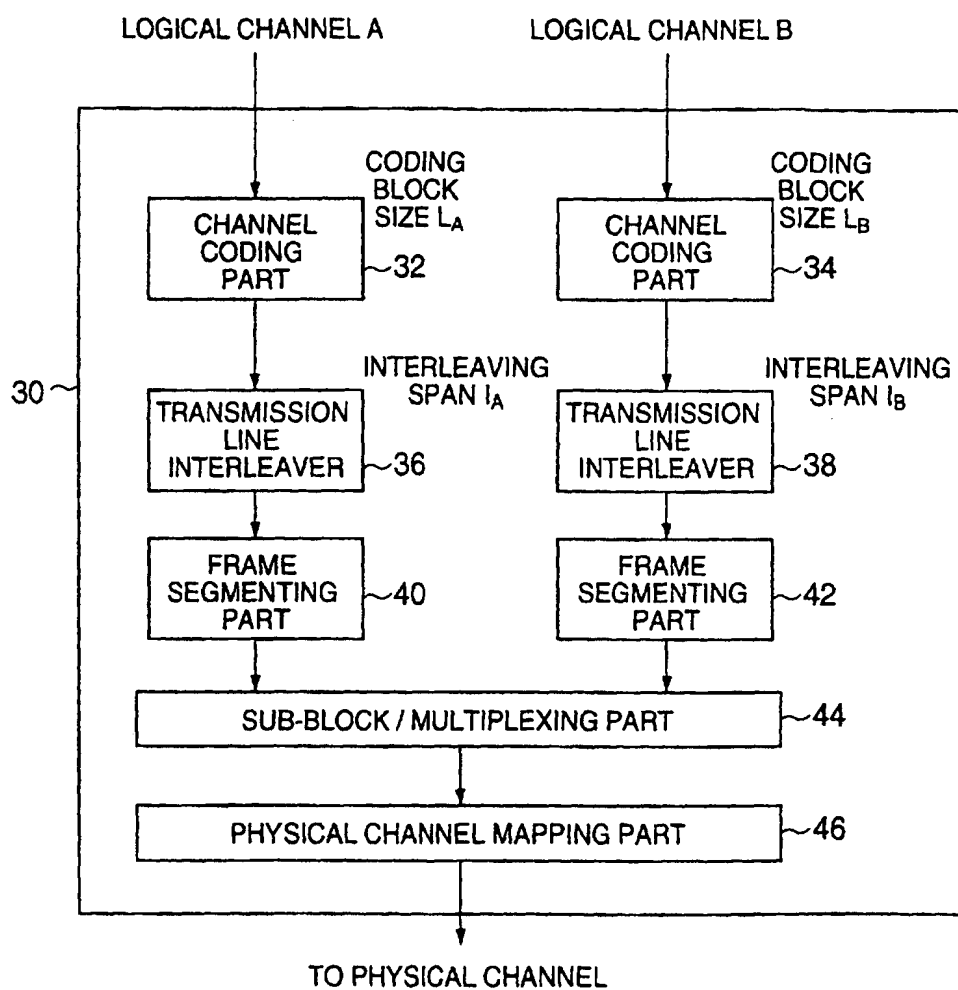 LOGICAL CHANNEL A
LOGICAL CHANNEL B
CODING
BLOCK
SIZE LA
CHANNEL
CODING
PART
32
CODING
BLOCK
SIZE LB
CHANNEL
CODING
PART
34
30
INTERLEAVING
SPAN IA
TRANSMISSION
LINE
INTERLEAVER
36
INTERLEAVING
SPAN IB
TRANSMISSION
LINE
INTERLEAVER
38
FRAME
SEGMENTING
PART
40
FRAME
SEGMENTING
PART
42
SUB-BLOCK / MULTIPLEXING PART
44
PHYSICAL CHANNEL MAPPING PART
46
TO PHYSICAL CHANNEL